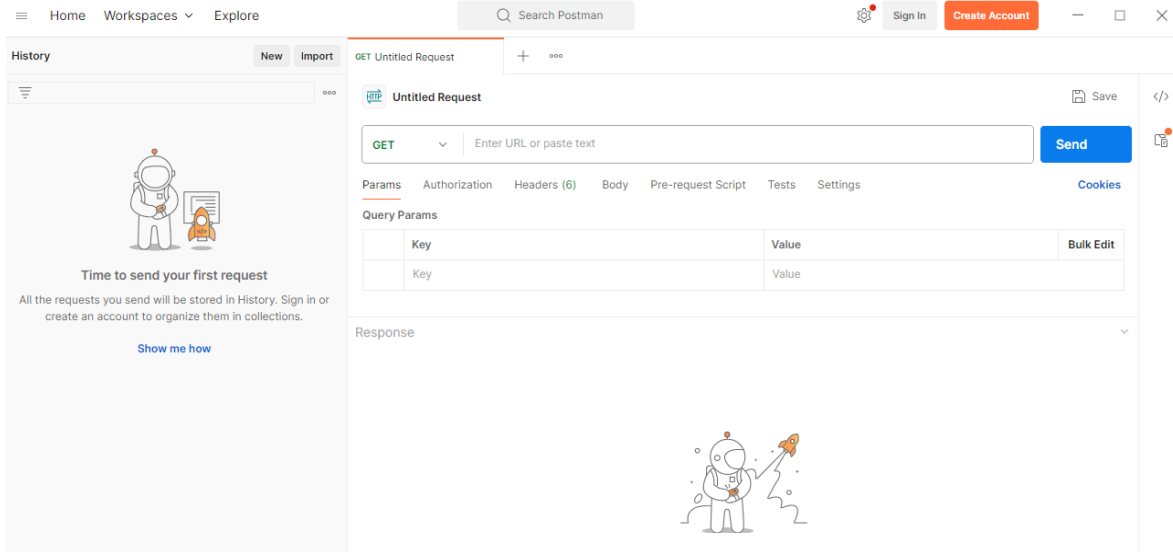 Home Workspaces Explore Search Postman Sign In Create Account
History New Import
GET Untitled Request
HTTP Untitled Request Save
GET Enter URL or paste text Send
Params Authorization Headers (6) Body Pre-request Script Tests Settings Cookies
Query Params
Key Value Bulk Edit
Key Value
Time to send your first request
All the requests you send will be stored in History. Sign in or
create an account to organize them in collections.
Show me how
Response